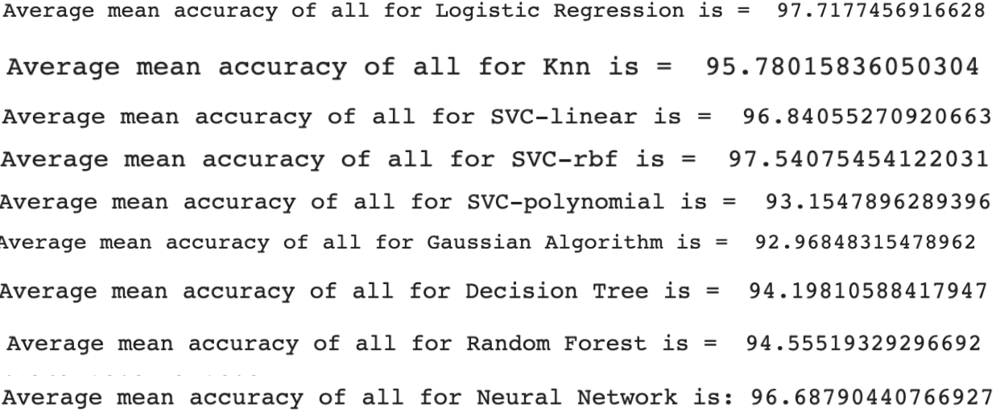 Average mean accuracy of all for Logistic Regression is =  97.7177456916628
Average mean accuracy of all for Knn is =  95.78015836050304
Average mean accuracy of all for SVC-linear is =  96.84055270920663
Average mean accuracy of all for SVC-rbf is =  97.54075454122031
Average mean accuracy of all for SVC-polynomial is =  93.1547896289396
Average mean accuracy of all for Gaussian Algorithm is =  92.96848315478962
Average mean accuracy of all for Decision Tree is =  94.19810588417947
Average mean accuracy of all for Random Forest is =  94.55519329296692
Average mean accuracy of all for Neural Network is: 96.68790440766927